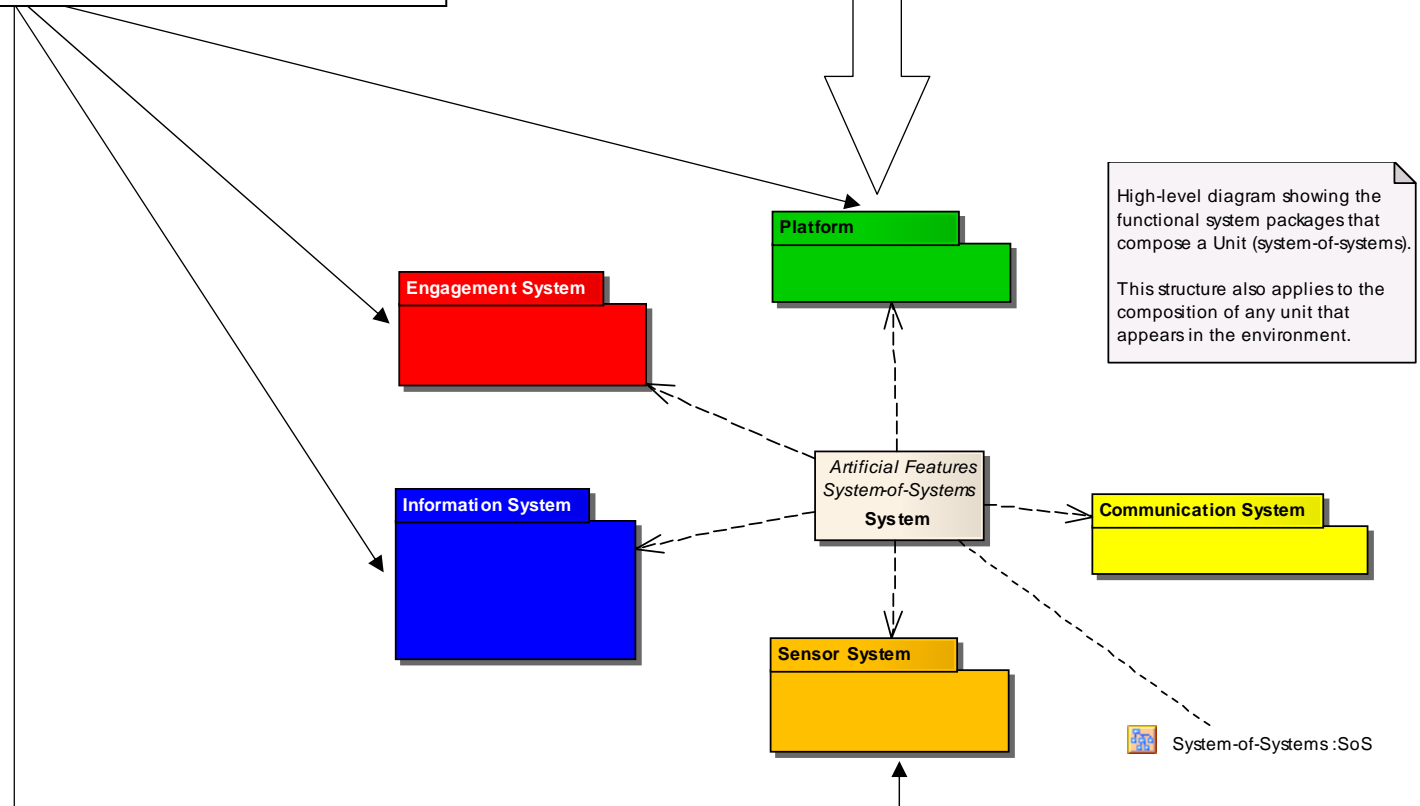 Platform
High-level diagram showing the
functional system packages that
compose a Unit (system-of-systems).
This structure also applies to the
composition of any unit that
appears in the environment.
Engagement System
Artificial Features
System-of-Systems
System
Information System
Communication System
Sensor System
System-of-Systems :SoS